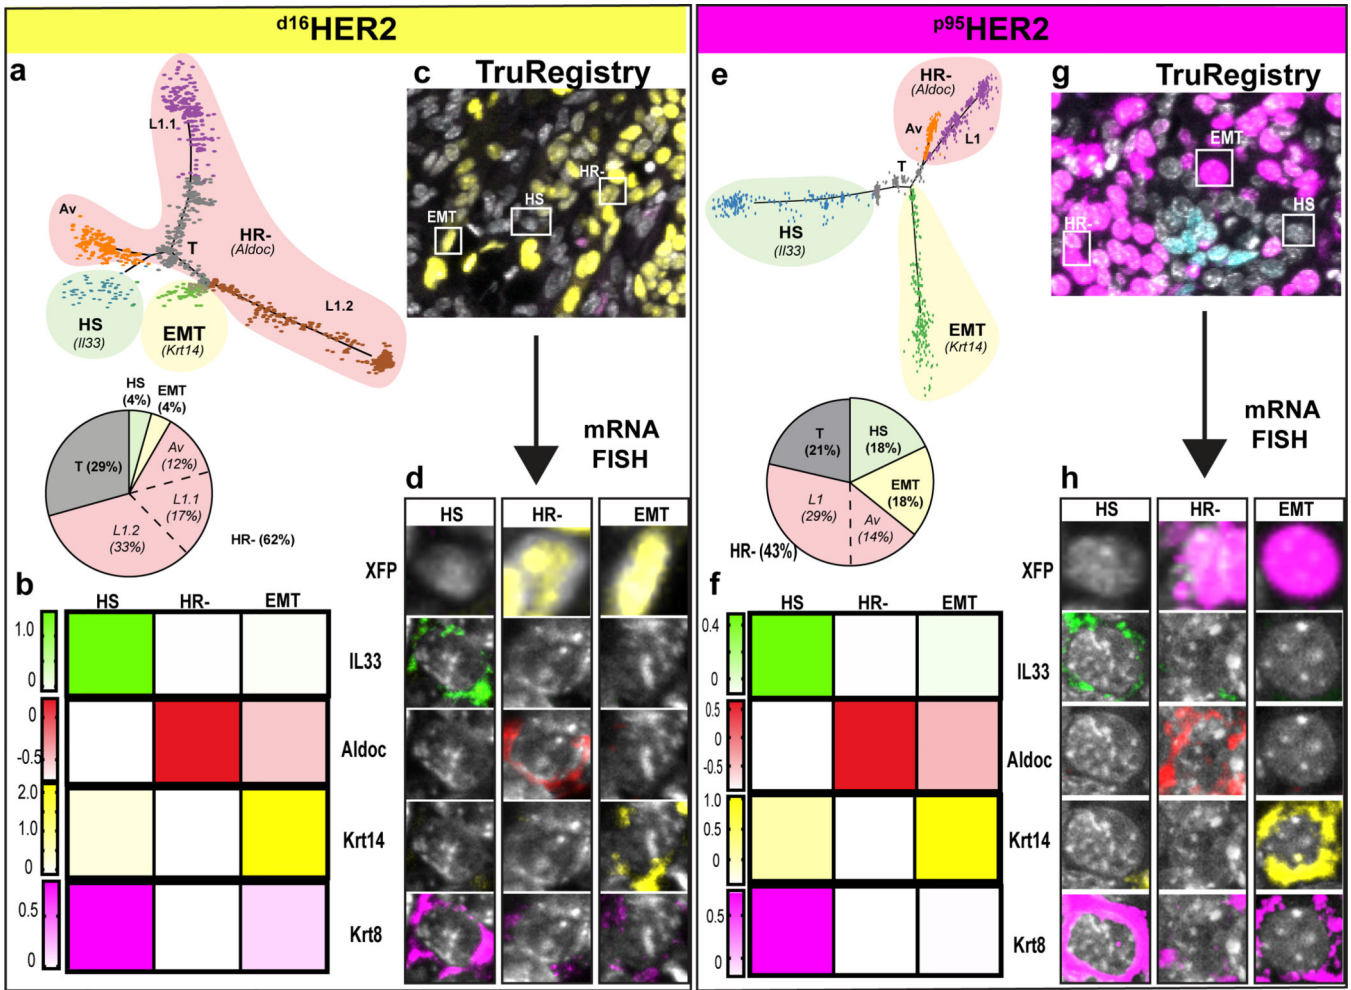 d16HER2
a
L1.1
Av
T
HR-
(Aldoc)
L1.2
HS
(Il33)
EMT
(Krt14)
HS
(4%)
EMT
(4%)
T (29%)
Av
(12%)
L1.1
(17%)
L1.2
(33%)
HR- (62%)
b
HS HR- EMT
1.0
0
IL33
0
-0.5
Aldoc
2.0
1.0
0
Krt14
0.5
0
Krt8
c TruRegistry
EMT
HS
HR-
mRNA
FISH
d
HS HR- EMT
XFP
p95HER2
e
HR-
(Aldoc)
Av
L1
T
HS
(Il33)
EMT
(Krt14)
T
(21%)
HS
(18%)
EMT
(18%)
L1
(29%)
Av
(14%)
HR- (43%)
f
HS HR- EMT
0.4
0
IL33
0.5
0
-0.5
Aldoc
1.0
0.5
0
Krt14
0.5
0
Krt8
g TruRegistry
EMT
HS
HR-
mRNA
FISH
h
HS HR- EMT
XFP